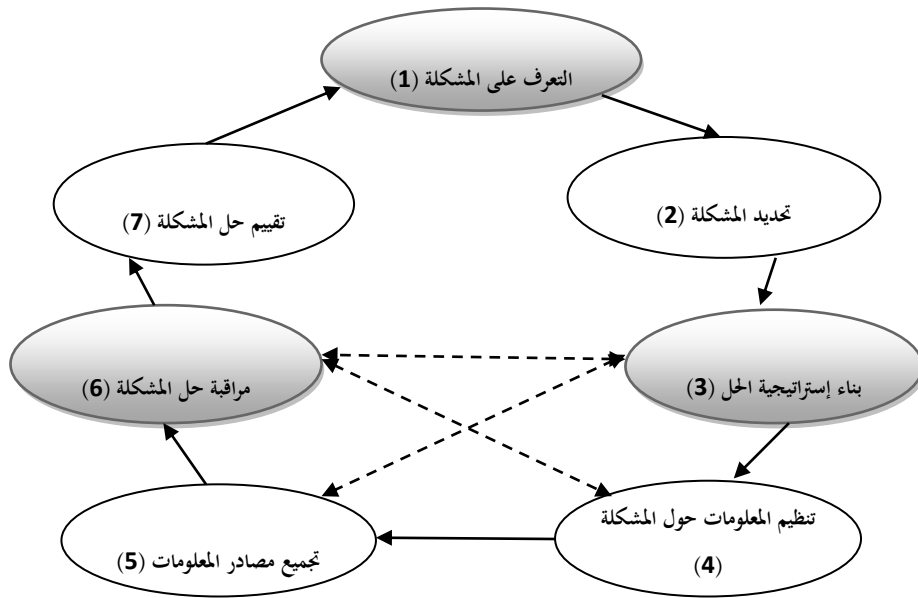 التعرف على المشكلة (1)
تحديد المشكلة (2)
بناء إستراتيجية الحل (3)
تنظيم المعلومات حول المشكلة
(4)
تجميع مصادر المعلومات (5)
مراقبة حل المشكلة (6)
تقييم حل المشكلة (7)